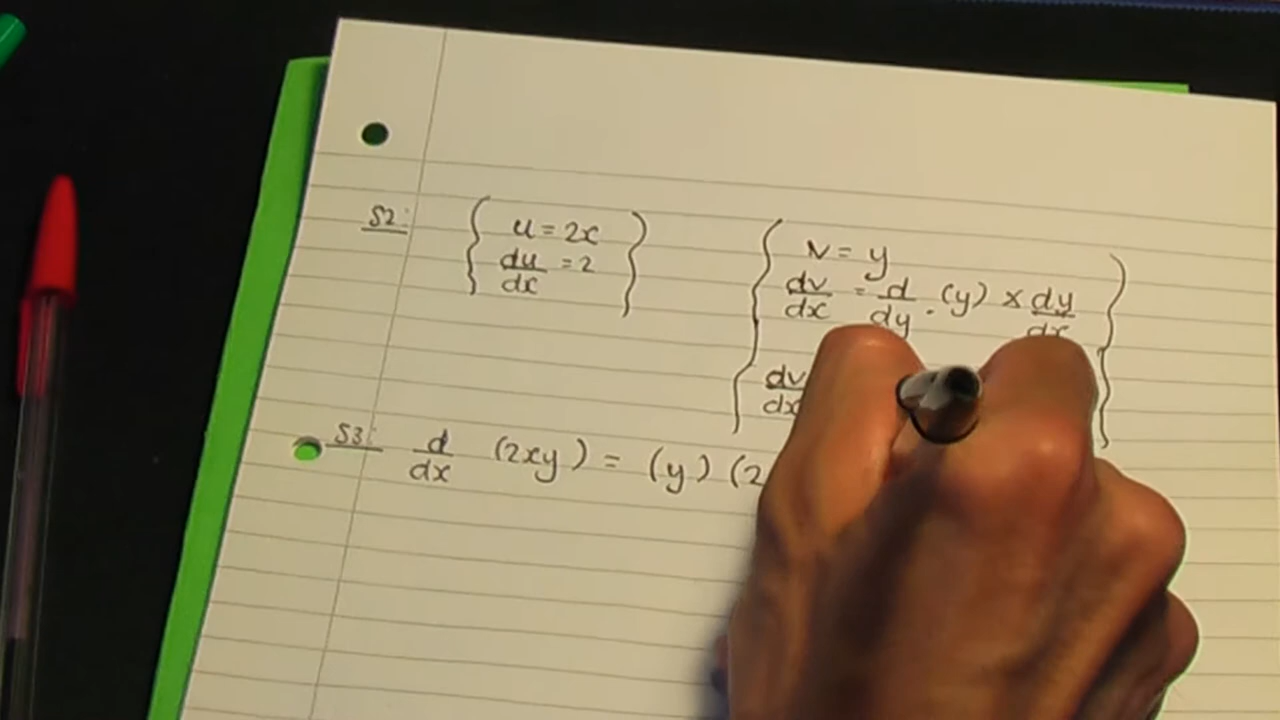 S2:
u = 2x
du/dx = 2
v = y
dv/dx = d/dy . (y) × dy/dx
dv/dx
S3: d/dx (2xy) = (y) (2